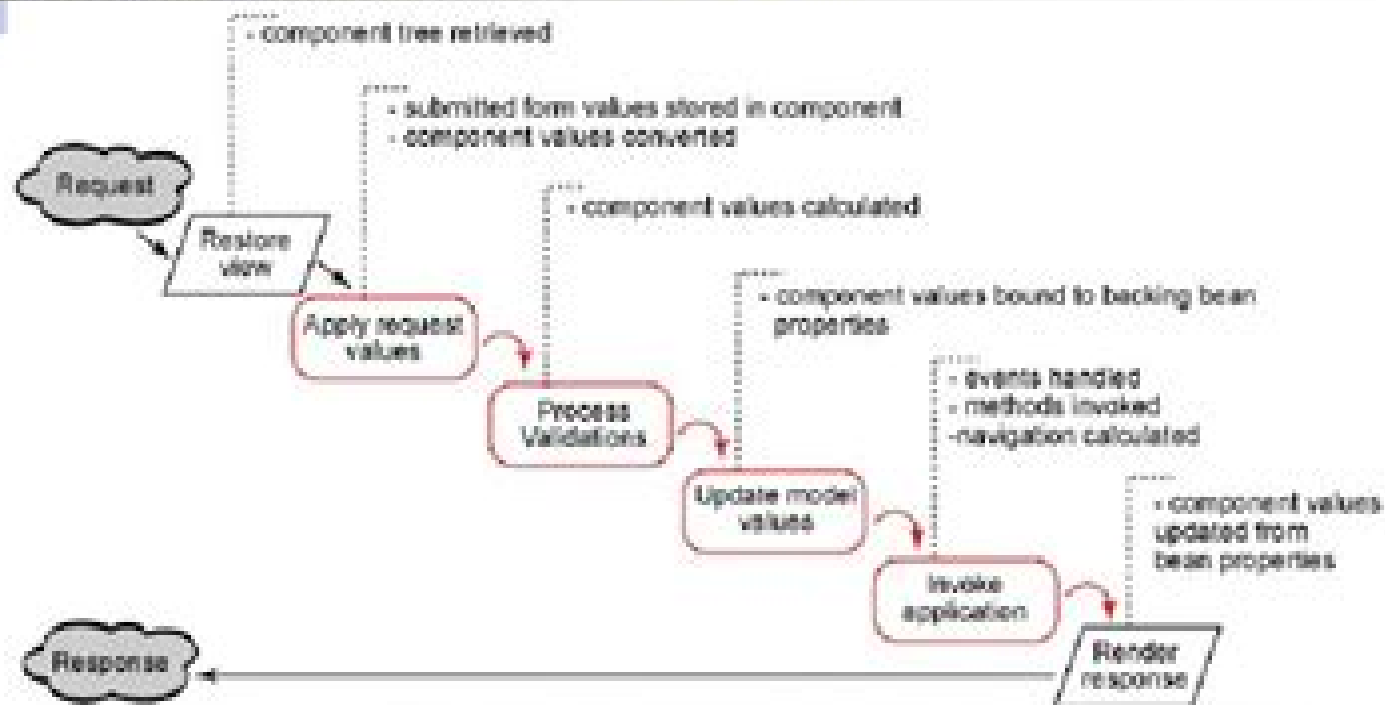 - component tree retrieved
- submitted form values stored in component
- component values converted
Request
- component values calculated
Restore
view
- component values bound to backing bean
properties
Apply request
values
- events handled
- methods invoked
-navigation calculated
Process
Validations
Update model
values
- component values
updated from
bean properties
Invoke
application
Response
Render
response